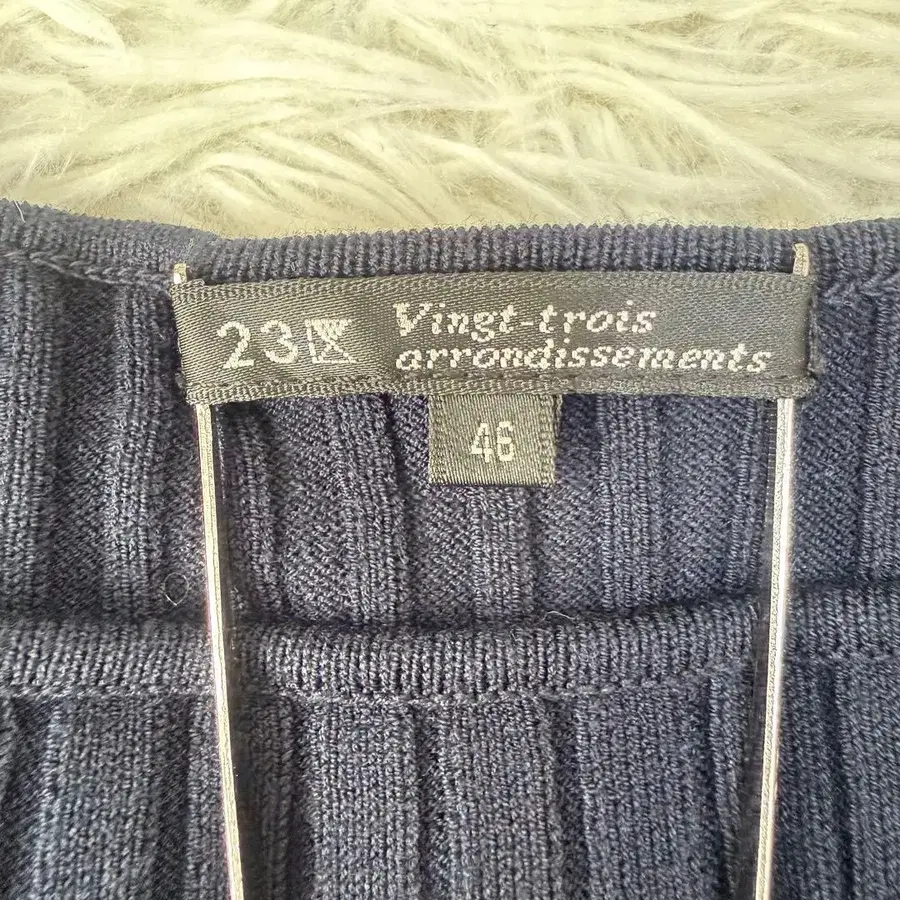 23区 Vingt-trois
arrondissements
46